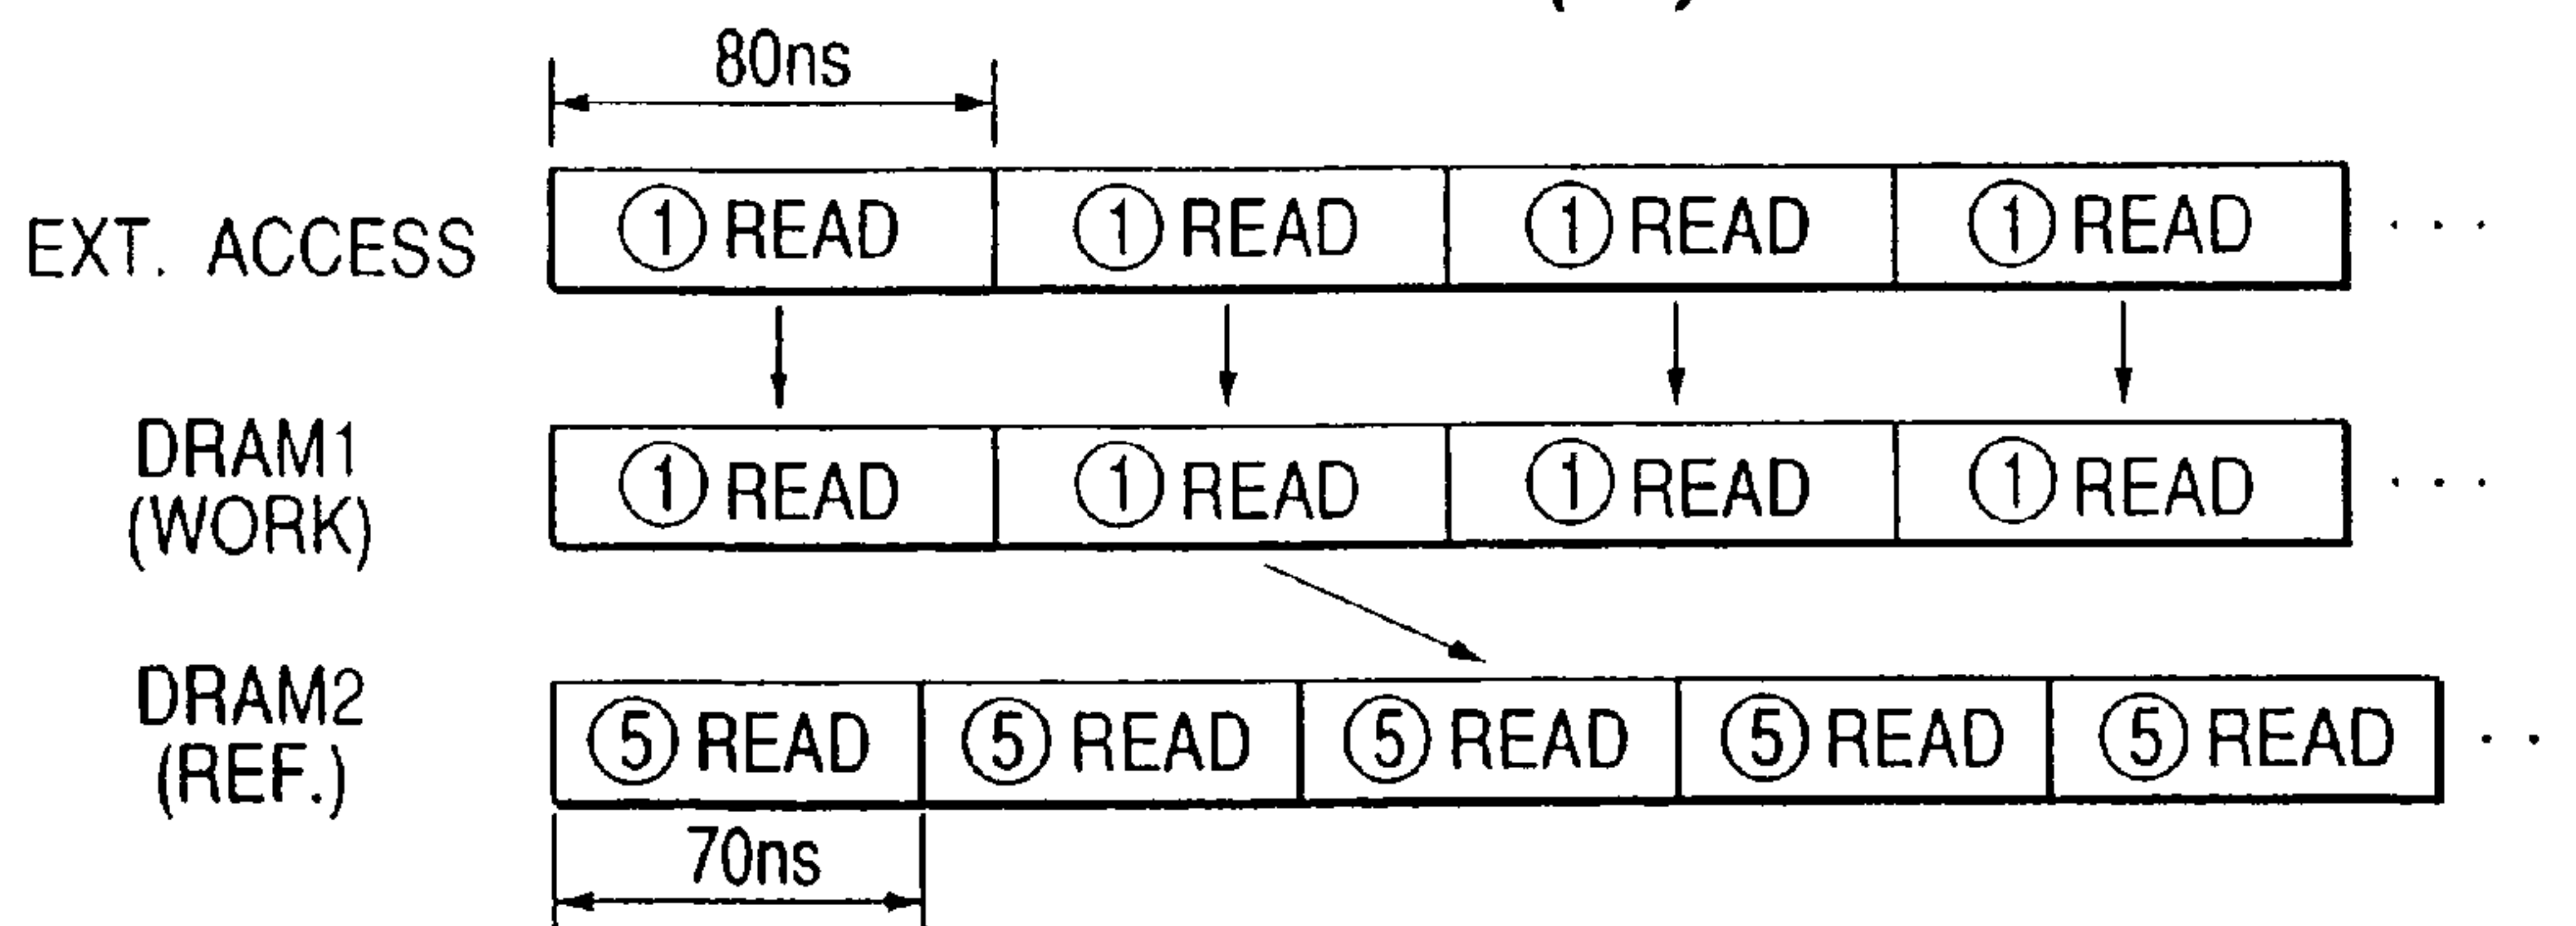 80ns
EXT. ACCESS ① READ ① READ ① READ ① READ · · ·
DRAM1
(WORK)
① READ ① READ ① READ ① READ · · ·
DRAM2
(REF.)
⑤ READ ⑤ READ ⑤ READ ⑤ READ ⑤ READ · ·
70ns